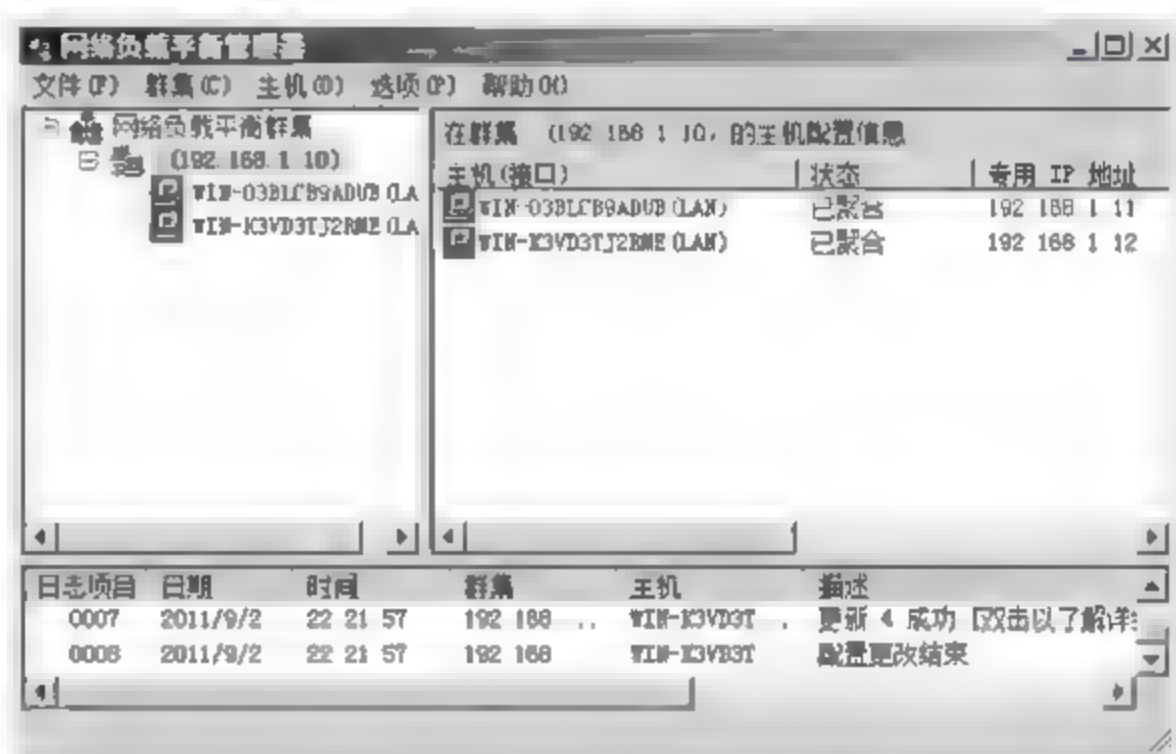 网络负载平衡管理器
文件(F) 群集(C) 主机(O) 选项(P) 帮助(H)
网络负载平衡群集
(192.168.1.10)
WIN-O3BLCB9ADUB(LA
WIN-K3VD3TJ2RME(LA
在群集 (192.168.1.10) 的主机配置信息
主机(接口) 状态 专用 IP 地址
WIN-O3BLCB9ADUB(LAN) 已聚合 192 168 1 11
WIN-K3VD3TJ2RME(LAN) 已聚合 192 168 1 12
日志项目 日期 时间 群集 主机 描述
0007 2011/9/2 22 21 57 192 168 .. WIN-K3VD3T . 更新 4 成功 [双击以了解详
0008 2011/9/2 22 21 57 192 168 WIN-K3VD3T 配置更改结束